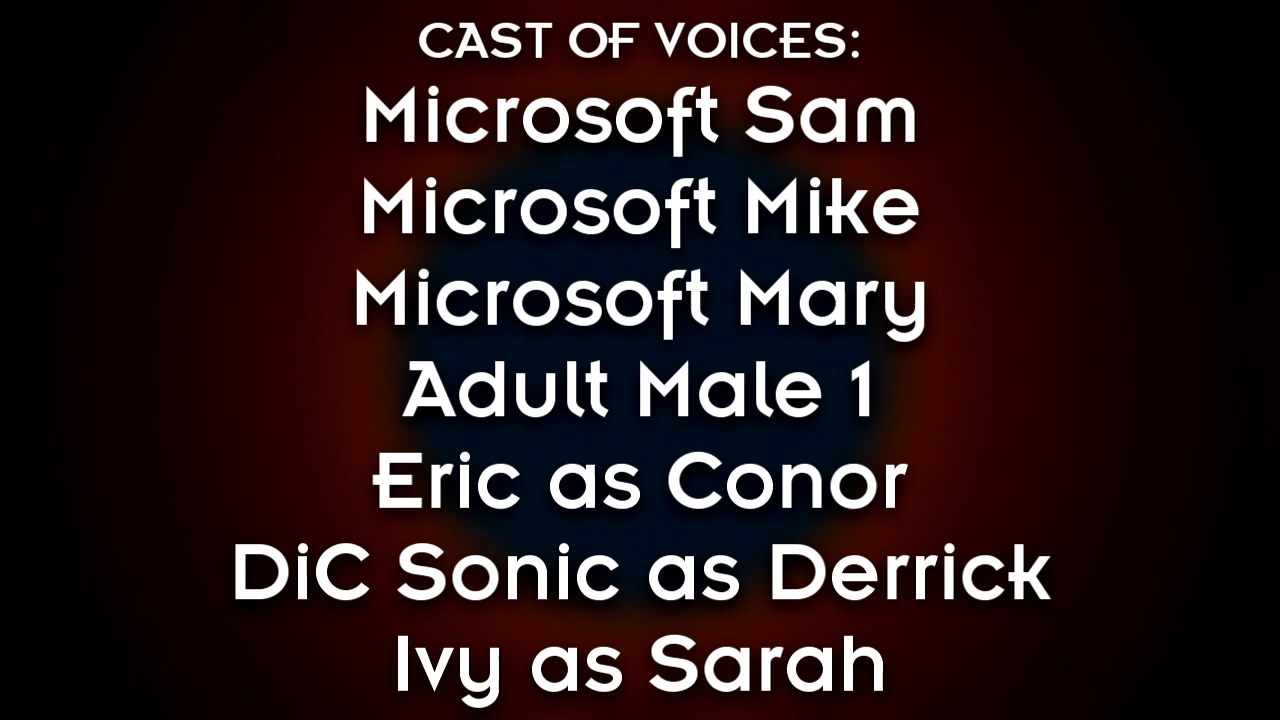 CAST OF VOICES:
Microsoft Sam
Microsoft Mike
Microsoft Mary
Adult Male 1
Eric as Conor
DiC Sonic as Derrick
Ivy as Sarah